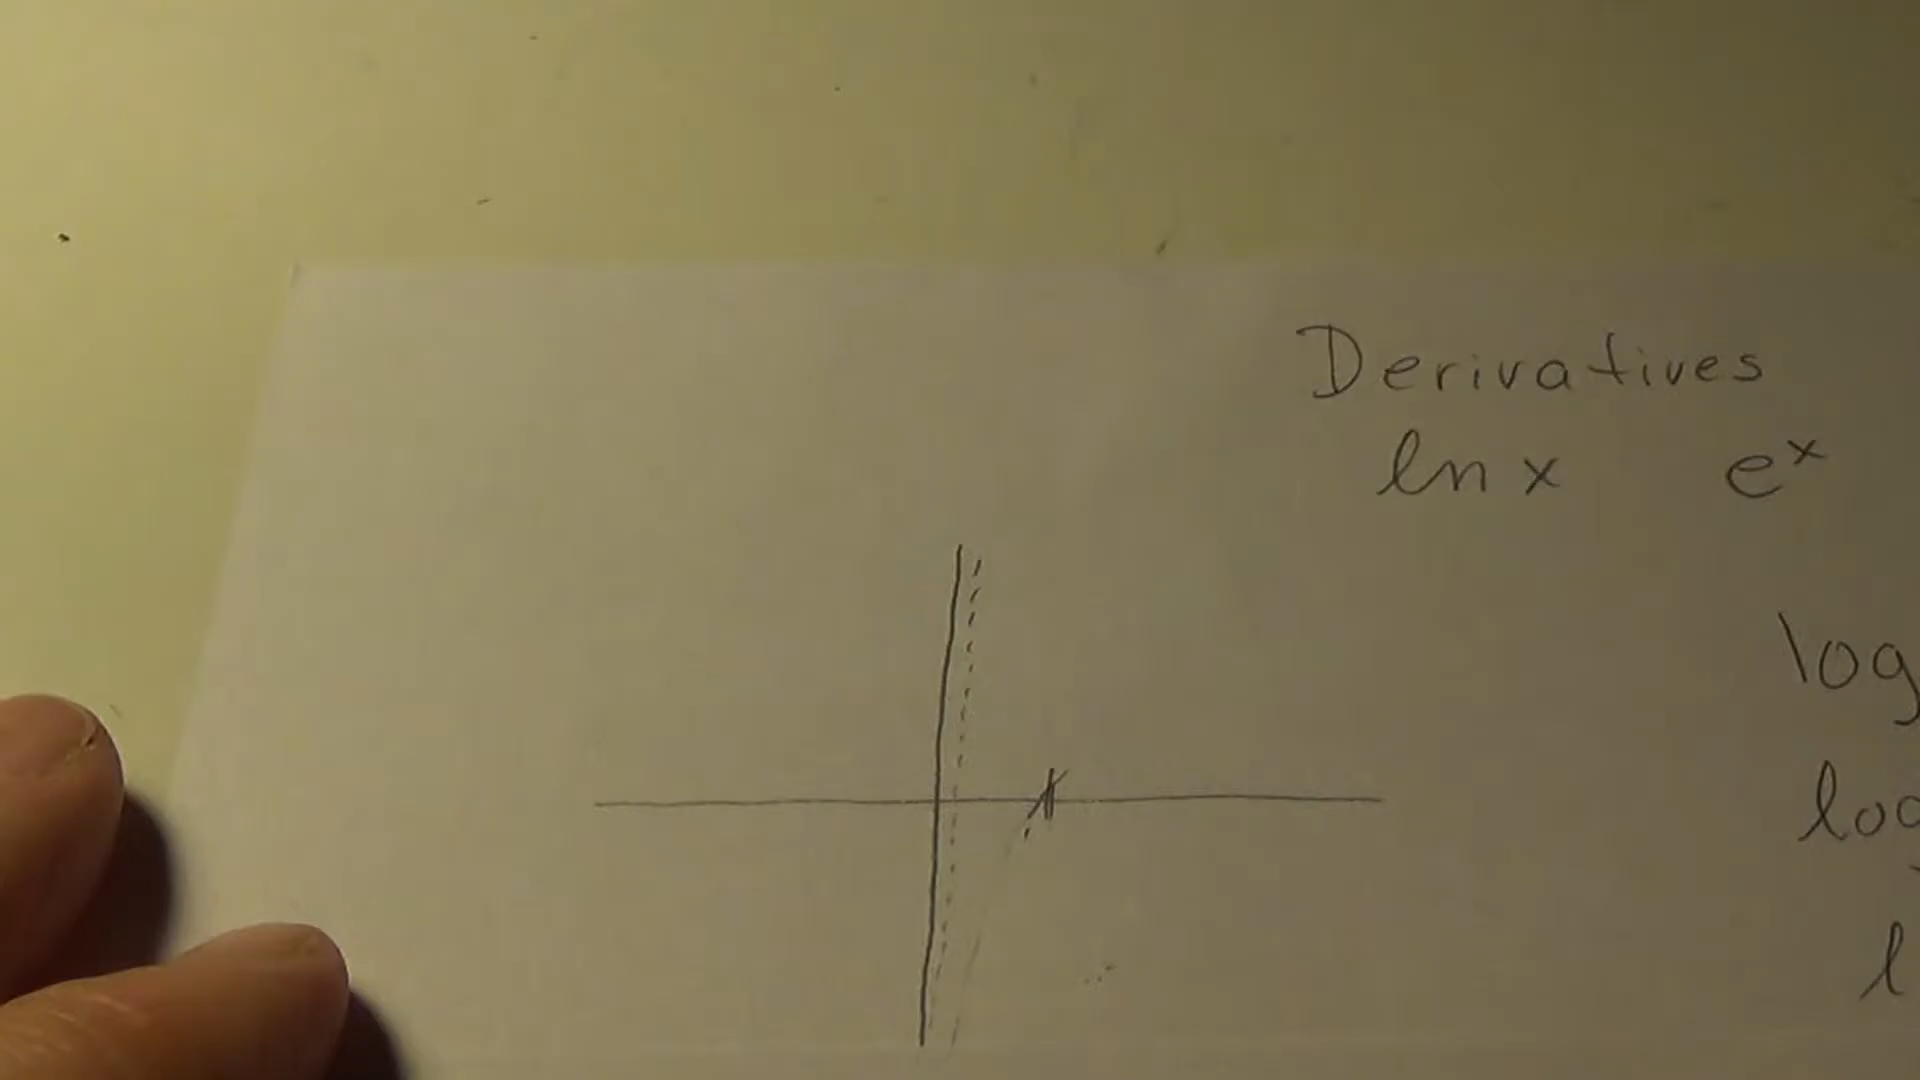 Derivatives
ln x e^x
log